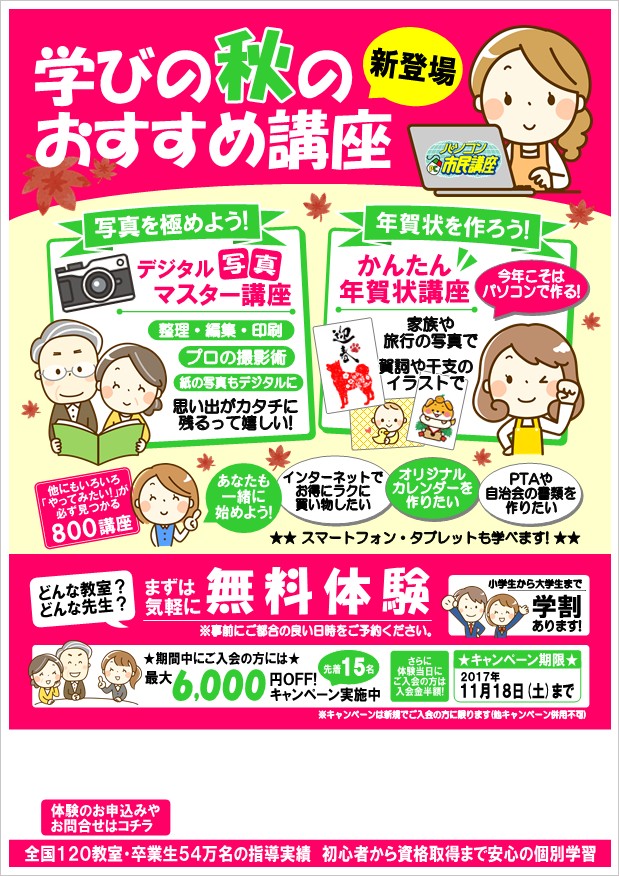 学びの秋の
おすすめ講座
新登場
パソコン
市民講座
写真を極めよう!
デジタル写真
マスター講座
整理・編集・印刷
プロの撮影術
紙の写真もデジタルに
思い出がカタチに
残るって嬉しい!
年賀状を作ろう!
かんたん
年賀状講座
今年こそは
パソコンで作る!
家族や
旅行の写真で
賀詞や干支の
イラストで
迎春
他にもいろいろ
「やってみたい!」が
必ず見つかる
800講座
あなたも
一緒に
始めよう!
インターネットで
お得にラクに
買い物したい
オリジナル
カレンダーを
作りたい
PTAや
自治会の書類を
作りたい
★★ スマートフォン・タブレットも学べます! ★★
どんな教室?
どんな先生?
まずは
気軽に
無料体験
※事前にご都合の良い日時をご予約ください。
小学生から大学生まで
学割
あります!
★期間中にご入会の方には★
先着15名
最大6,000円OFF!
キャンペーン実施中
さらに
体験当日に
ご入会の方は
入会金半額!
★キャンペーン期限★
2017年
11月18日(土)まで
※キャンペーンは新規でご入会の方に限ります(他キャンペーン併用不可)
体験のお申込みや
お問合せはコチラ
全国120教室・卒業生54万名の指導実績 初心者から資格取得まで安心の個別学習